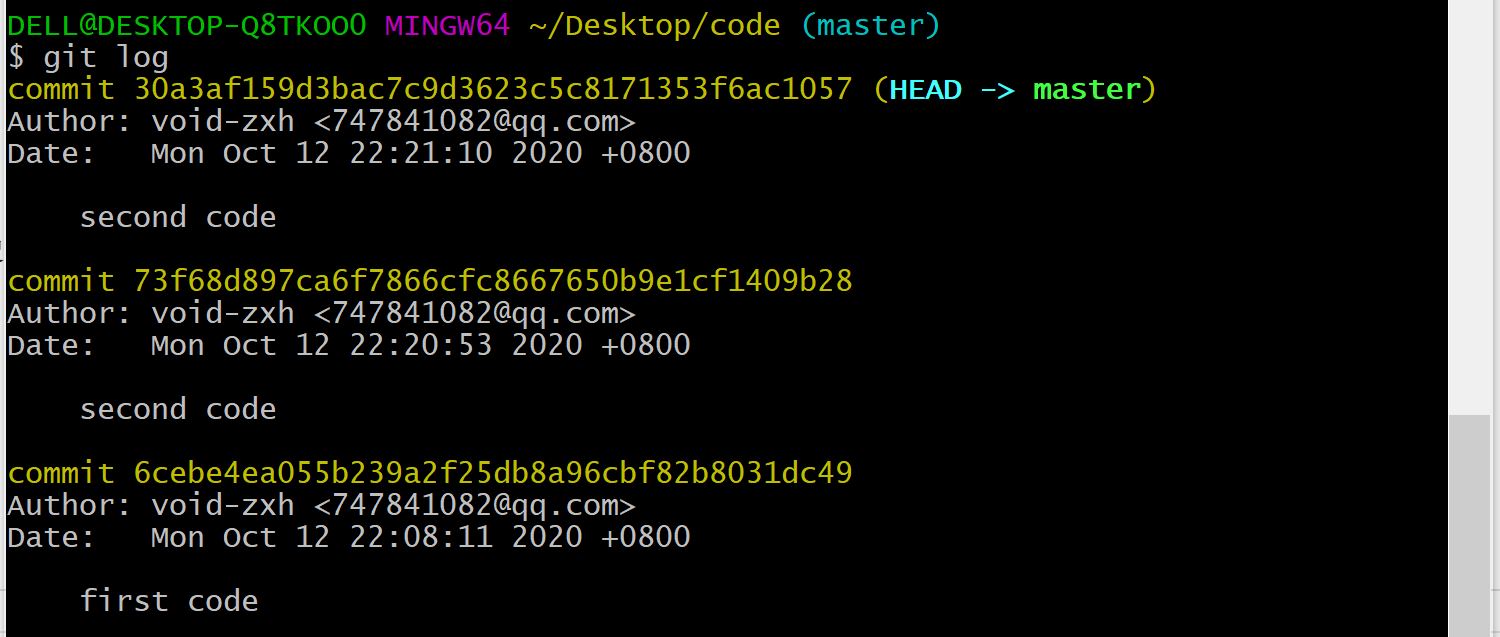 DELL@DESKTOP-Q8TKOO0 MINGW64 ~/Desktop/code (master)
$ git log
commit 30a3af159d3bac7c9d3623c5c8171353f6ac1057 (HEAD -> master)
Author: void-zxh <747841082@qq.com>
Date:   Mon Oct 12 22:21:10 2020 +0800
    second code
commit 73f68d897ca6f7866cfc8667650b9e1cf1409b28
Author: void-zxh <747841082@qq.com>
Date:   Mon Oct 12 22:20:53 2020 +0800
    second code
commit 6cebe4ea055b239a2f25db8a96cbf82b8031dc49
Author: void-zxh <747841082@qq.com>
Date:   Mon Oct 12 22:08:11 2020 +0800
    first code